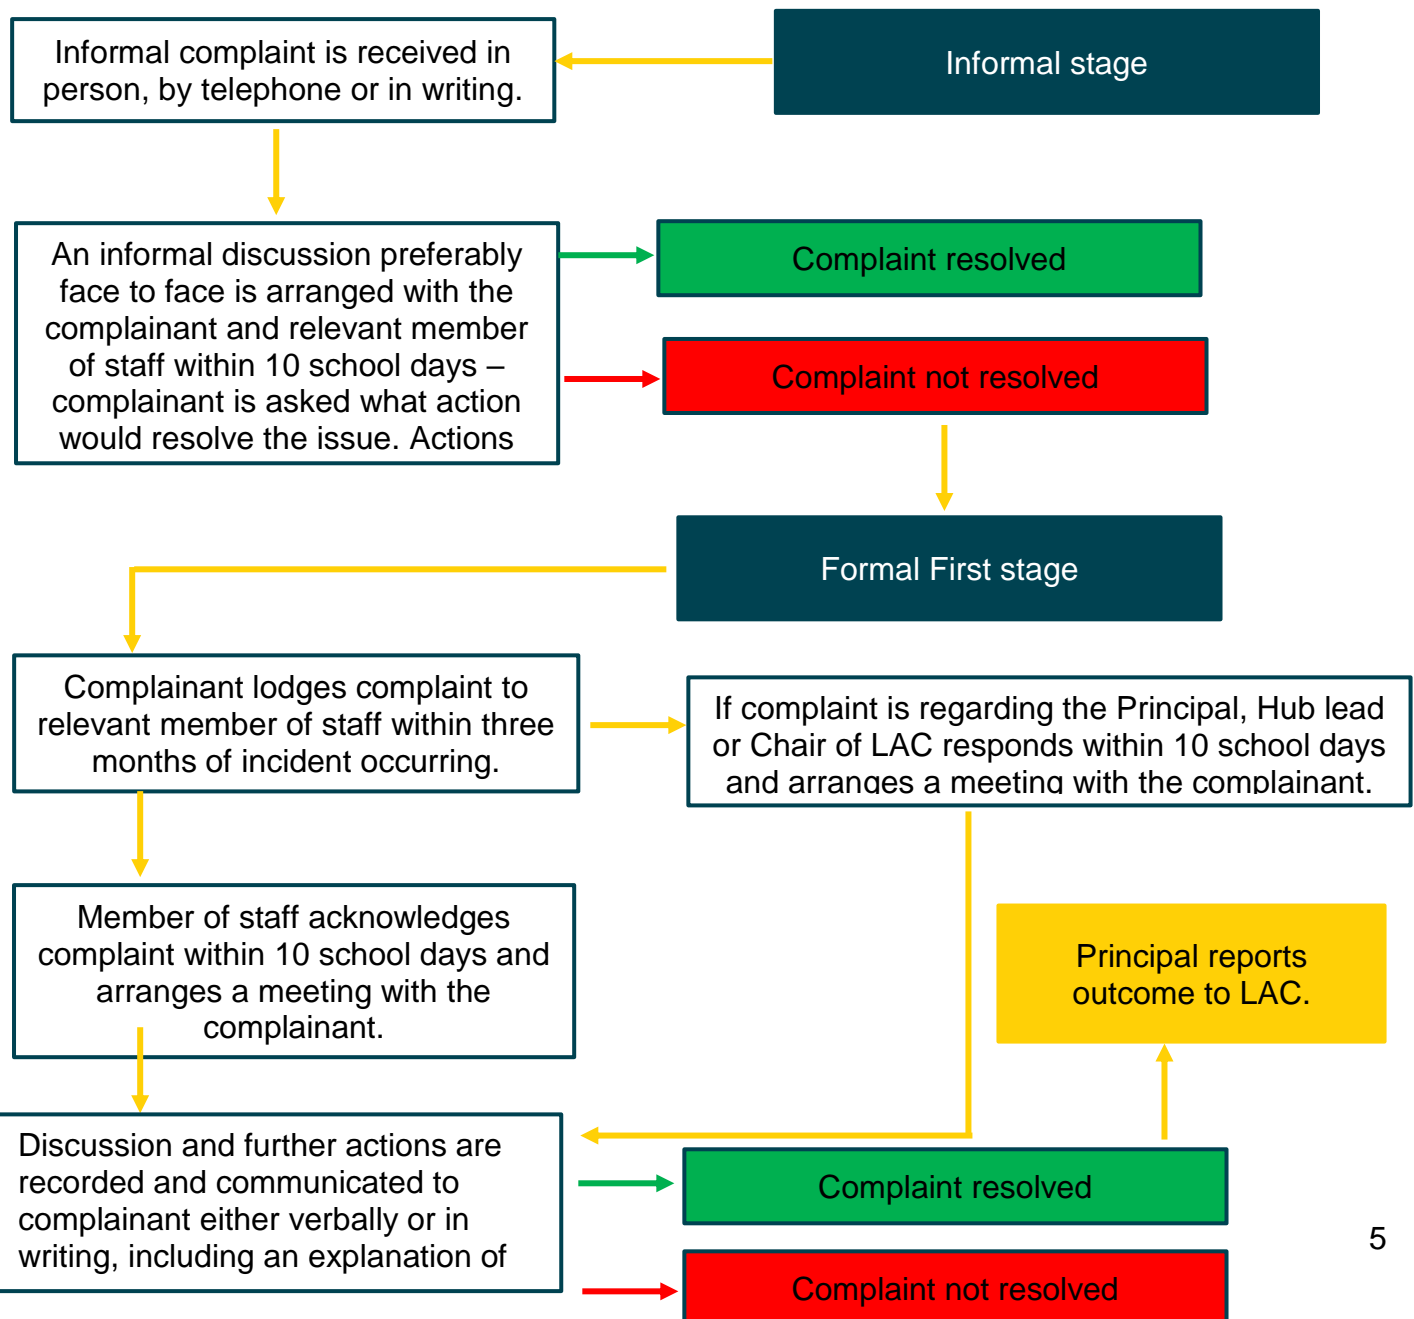 Informal complaint is received in
person, by telephone or in writing.
Informal stage
An informal discussion preferably
face to face is arranged with the
complainant and relevant member
of staff within 10 school days –
complainant is asked what action
would resolve the issue. Actions
Complaint resolved
Complaint not resolved
Formal First stage
Complainant lodges complaint to
relevant member of staff within three
months of incident occurring.
If complaint is regarding the Principal, Hub lead
or Chair of LAC responds within 10 school days
and arranges a meeting with the complainant.
Member of staff acknowledges
complaint within 10 school days and
arranges a meeting with the
complainant.
Principal reports
outcome to LAC.
Discussion and further actions are
recorded and communicated to
complainant either verbally or in
writing, including an explanation of
Complaint resolved
Complaint not resolved
5